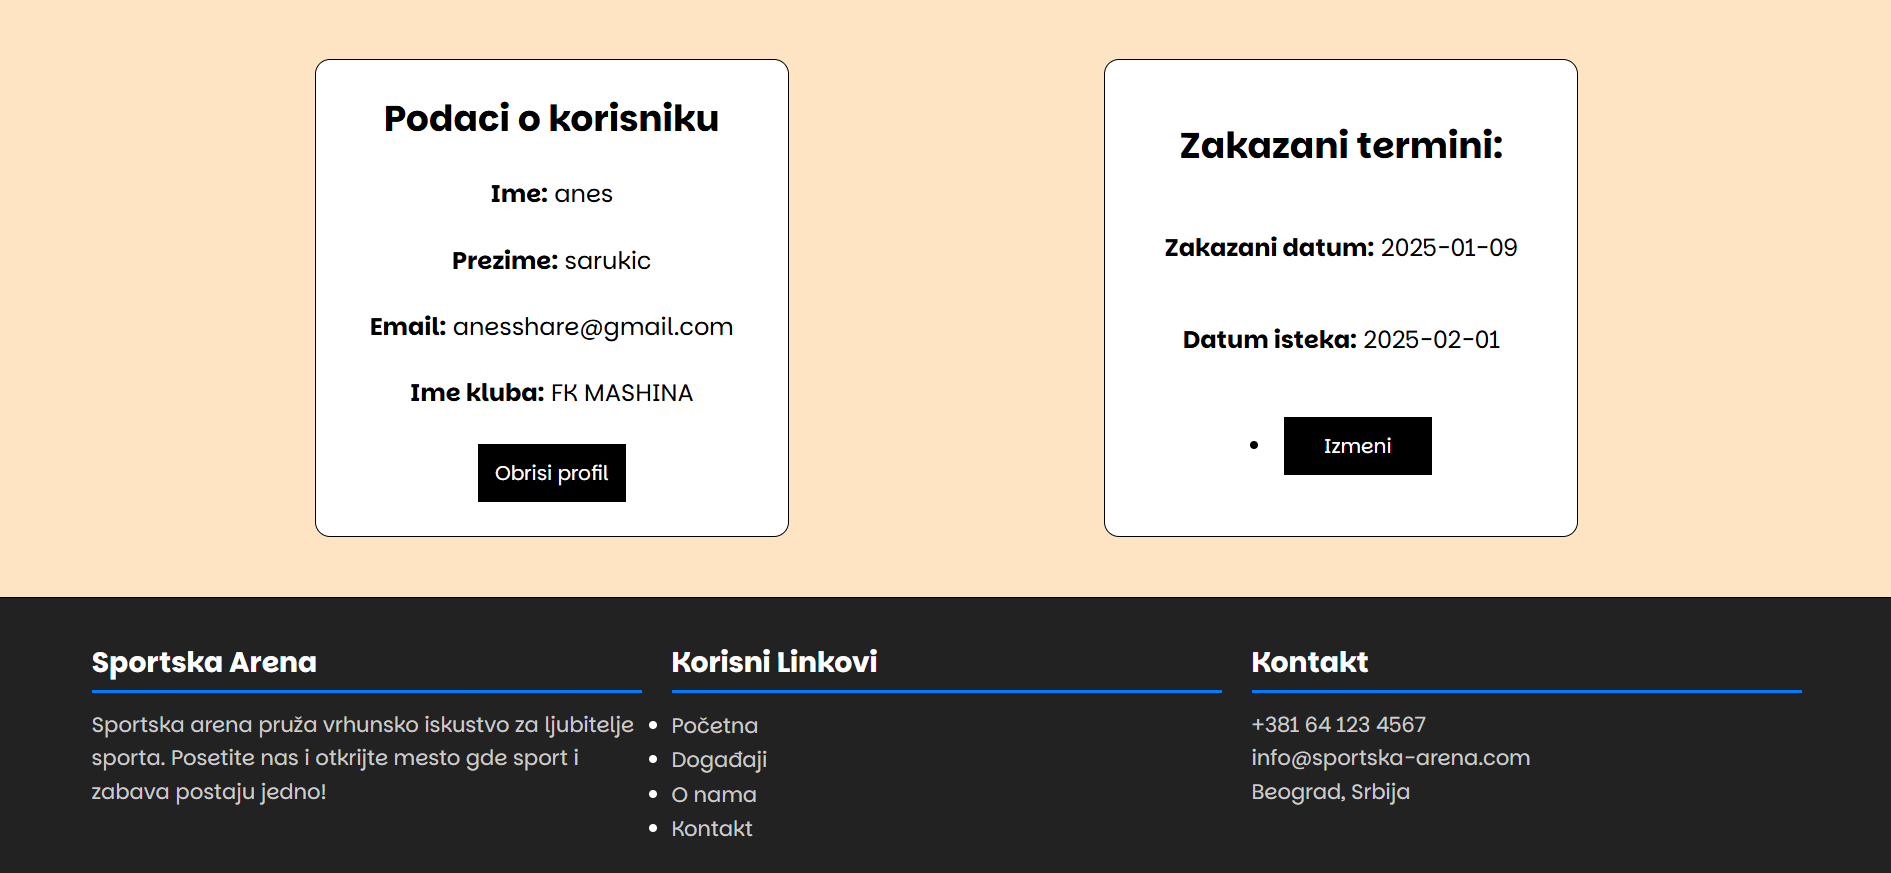 Podaci o korisniku
Ime: anes
Prezime: sarukic
Email: anesshare@gmail.com
Ime kluba: FK MASHINA
Obrisi profil
Zakazani termini:
Zakazani datum: 2025-01-09
Datum isteka: 2025-02-01
Izmeni
Sportska Arena
Sportska arena pruža vrhunsko iskustvo za ljubitelje
sporta. Posetite nas i otkrijte mesto gde sport i
zabava postaju jedno!
Korisni Linkovi
Početna
Događaji
O nama
Kontakt
Kontakt
+381 64 123 4567
info@sportska-arena.com
Beograd, Srbija